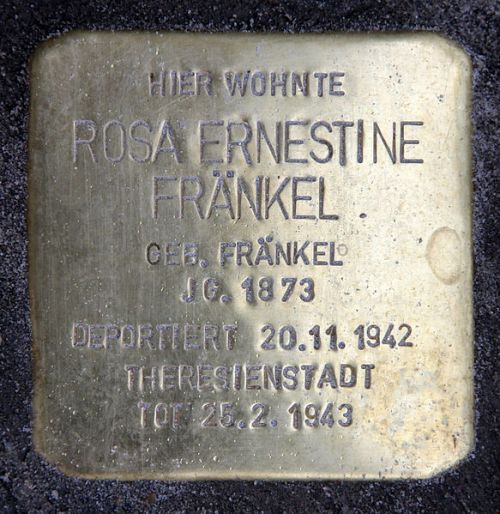 HIER WOHNTE
ROSA ERNESTINE
FRÄNKEL
GEB. FRÄNKEL
JG. 1873
DEPORTIERT 20.11.1942
THERESIENSTADT
TOT 25.2.1943